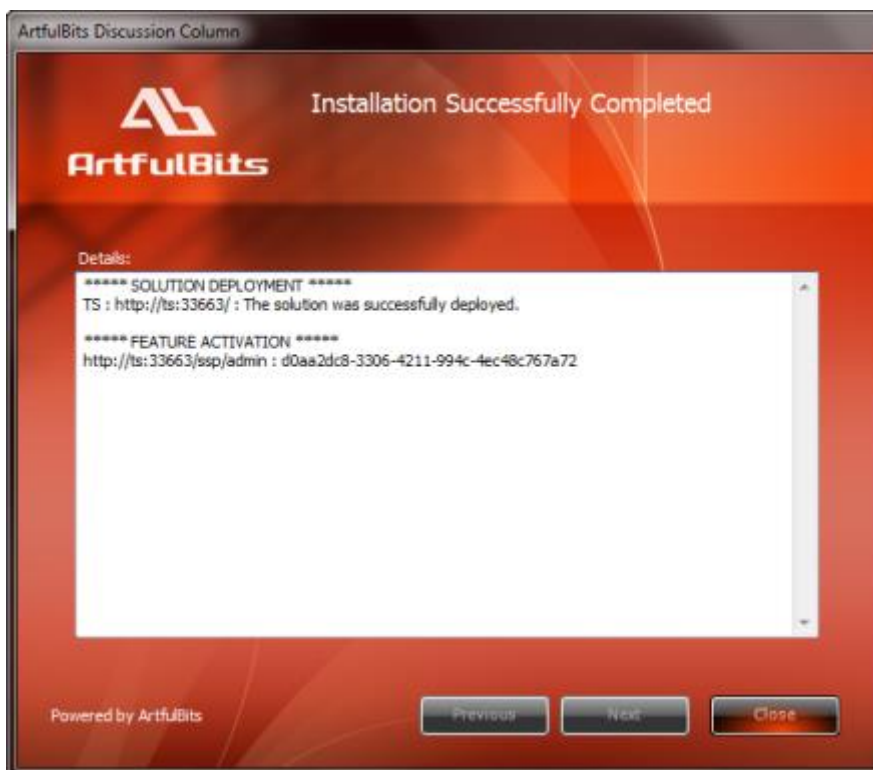 ArtfulBits Discussion Column
Installation Successfully Completed
ArtfulBits
Details:
***** SOLUTION DEPLOYMENT *****
TS : http://ts:33663/ : The solution was successfully deployed.
***** FEATURE ACTIVATION *****
http://ts:33663/ssp/admin : d0aa2dc8-3306-4211-994c-4ec48c767a72
Powered by ArtfulBits
Previous
Next
Close